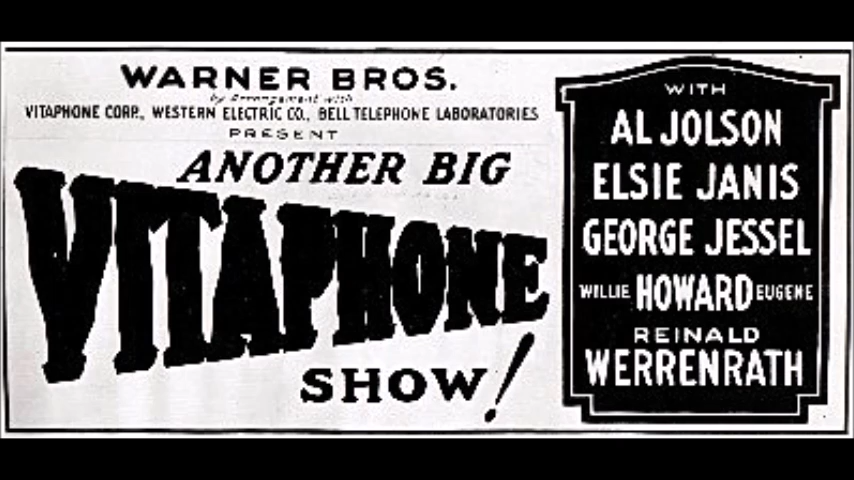 WARNER BROS.
by Arrangement with
VITAPHONE CORP., WESTERN ELECTRIC CO., BELL TELEPHONE LABORATORIES
PRESENT
ANOTHER BIG
VITAPHONE
SHOW!
WITH
AL JOLSON
ELSIE JANIS
GEORGE JESSEL
WILLIE HOWARD EUGENE
REINALD
WERRENRATH